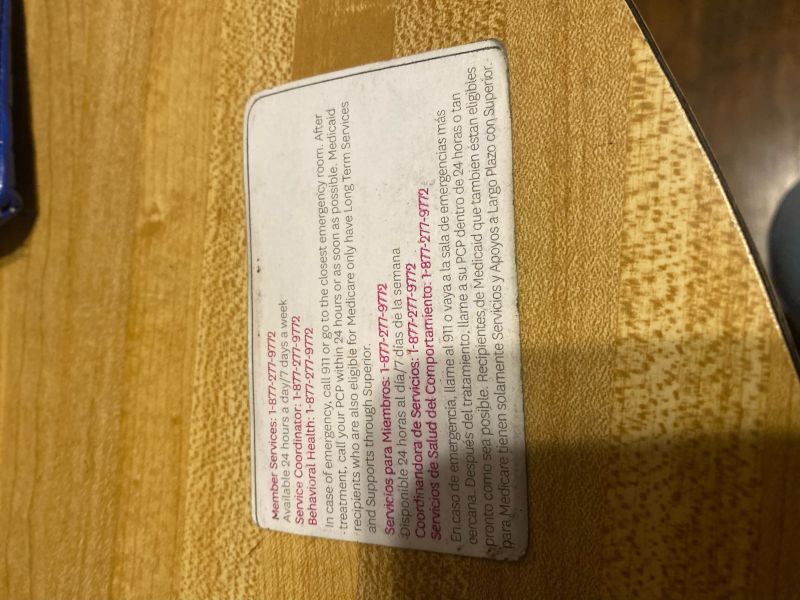 Member Services: 1-877-277-9772
Available 24 hours a day/7 days a week
Service Coordinator: 1-877-277-9772
Behavioral Health: 1-877-277-9772
In case of emergency, call 911 or go to the closest emergency room. After
treatment, call your PCP within 24 hours or as soon as possible. Medicaid
recipients who are also eligible for Medicare only have Long Term Services
and Supports through Superior.
Servicios para Miembros: 1-877-277-9772
Disponible 24 horas al día/7 días de la semana
Coordinandora de Servicios: 1-877-277-9772
Servicios de Salud del Comportamiento: 1-877-277-9772
En caso de emergencia, llame al 911 o vaya a la sala de emergencias más
cercana. Después del tratamiento, llame a su PCP dentro de 24 horas o tan
pronto como sea posible. Recipientes de Medicaid que tambien éstan eligibles
para Medicare tienen solamente Servicios y Apoyos a Largo Plazo con Superior.